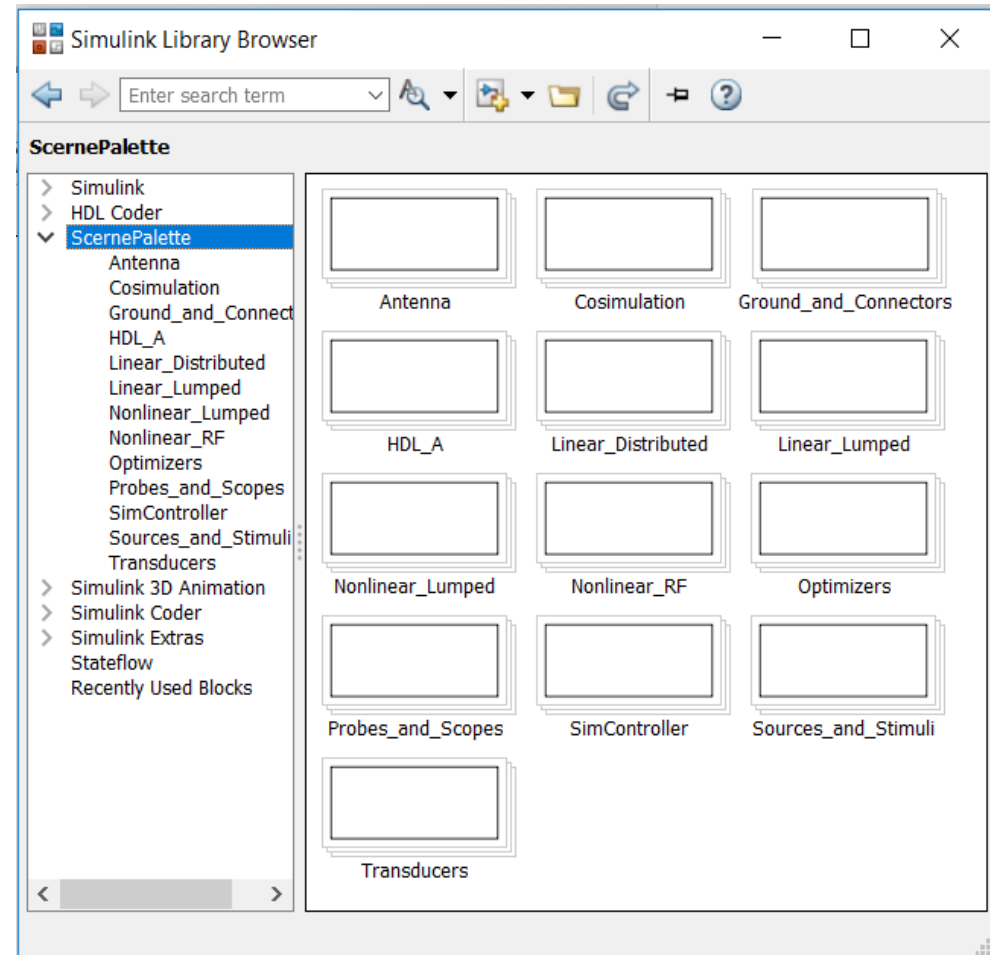 Simulink Library Browser
Enter search term
ScernePalette
Simulink
HDL Coder
ScernePalette
Antenna
Cosimulation
Ground_and_Connect
HDL_A
Linear_Distributed
Linear_Lumped
Nonlinear_Lumped
Nonlinear_RF
Optimizers
Probes_and_Scopes
SimController
Sources_and_Stimuli
Transducers
Simulink 3D Animation
Simulink Coder
Simulink Extras
Stateflow
Recently Used Blocks
Antenna Cosimulation Ground_and_Connectors
HDL_A Linear_Distributed Linear_Lumped
Nonlinear_Lumped Nonlinear_RF Optimizers
Probes_and_Scopes SimController Sources_and_Stimuli
Transducers